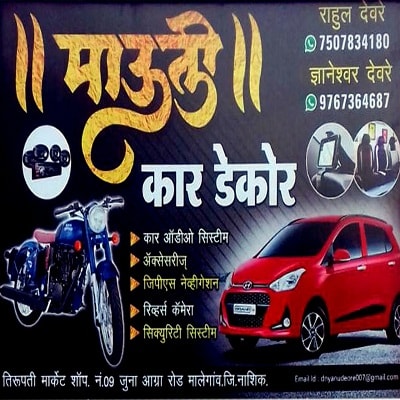 || माऊली ||
राहुल देवरे
7507834180
ज्ञानेश्वर देवरे
9767364687
कार डेकोर
कार ऑडीओ सिस्टीम
ॲक्सेसरीज्
जिपीएस नेव्हीगेशन
रिव्हर्स कॅमेरा
सिक्युरिटी सिस्टीम
तिरूपती मार्केट शॉप. नं.09 जुना आग्रा रोड मालेगांव.जि.नाशिक.
Email Id : dnyanudeore007@gmail.com